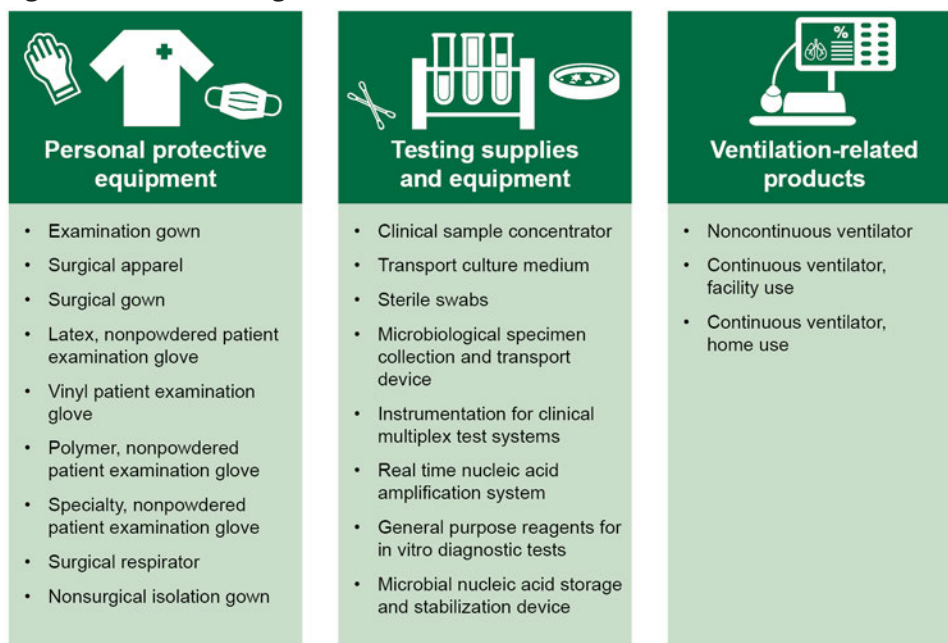 Personal protective
equipment
• Examination gown
• Surgical apparel
• Surgical gown
• Latex, nonpowdered patient
examination glove
• Vinyl patient examination
glove
• Polymer, nonpowdered
patient examination glove
• Specialty, nonpowdered
patient examination glove
• Surgical respirator
• Nonsurgical isolation gown
Testing supplies
and equipment
• Clinical sample concentrator
• Transport culture medium
• Sterile swabs
• Microbiological specimen
collection and transport
device
• Instrumentation for clinical
multiplex test systems
• Real time nucleic acid
amplification system
• General purpose reagents for
in vitro diagnostic tests
• Microbial nucleic acid storage
and stabilization device
%
Ventilation-related
products
• Noncontinuous ventilator
• Continuous ventilator,
facility use
• Continuous ventilator,
home use